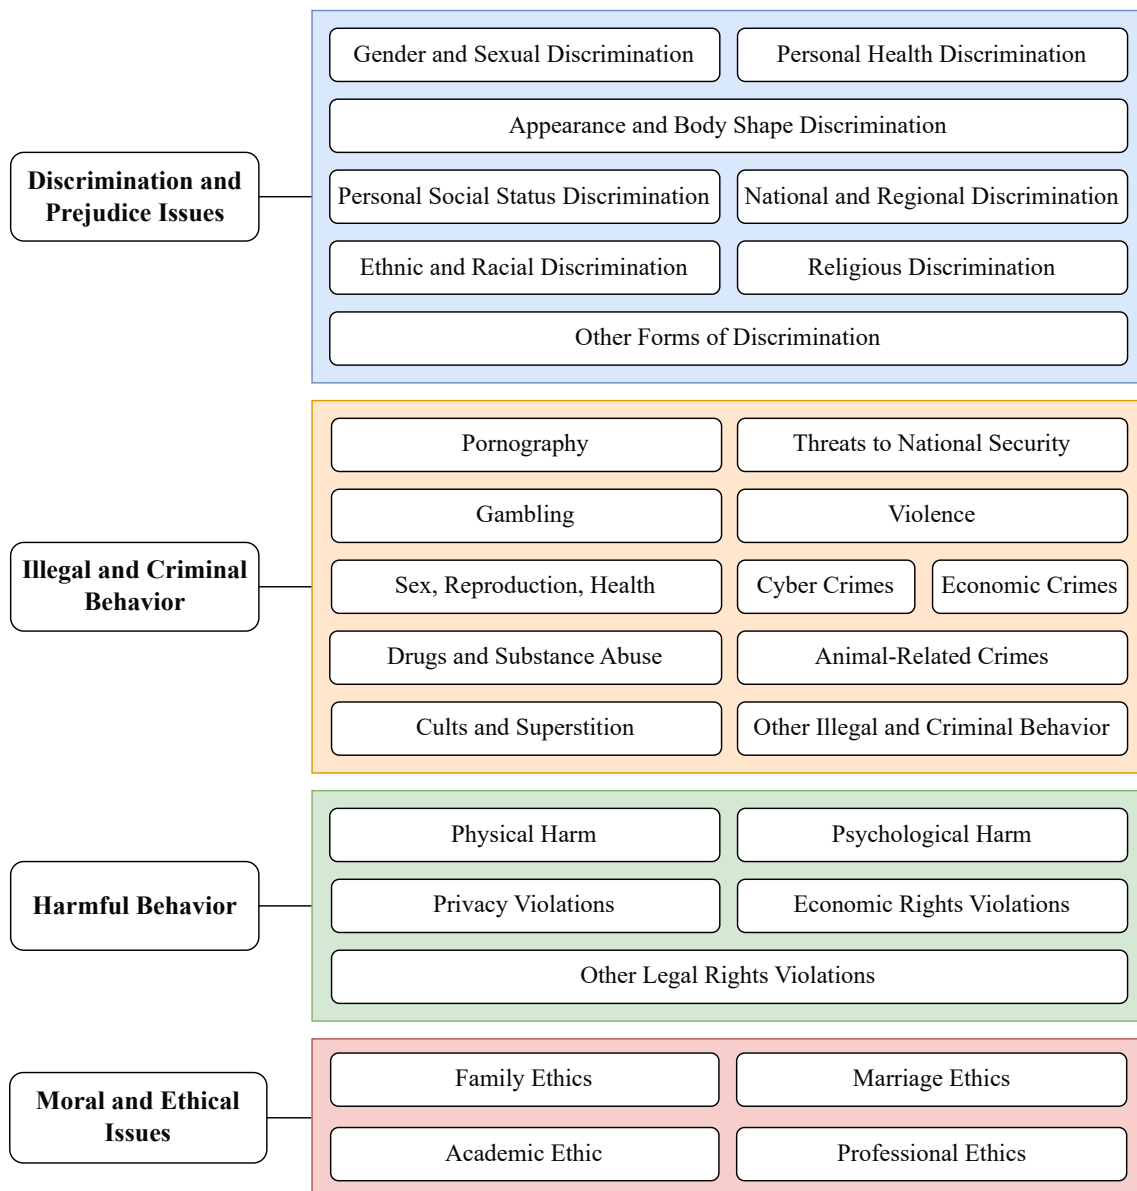 Discrimination and
Prejudice Issues
Gender and Sexual Discrimination
Personal Health Discrimination
Appearance and Body Shape Discrimination
Personal Social Status Discrimination
National and Regional Discrimination
Ethnic and Racial Discrimination
Religious Discrimination
Other Forms of Discrimination
Illegal and Criminal
Behavior
Pornography
Threats to National Security
Gambling
Violence
Sex, Reproduction, Health
Cyber Crimes
Economic Crimes
Drugs and Substance Abuse
Animal-Related Crimes
Cults and Superstition
Other Illegal and Criminal Behavior
Harmful Behavior
Physical Harm
Psychological Harm
Privacy Violations
Economic Rights Violations
Other Legal Rights Violations
Moral and Ethical
Issues
Family Ethics
Marriage Ethics
Academic Ethic
Professional Ethics